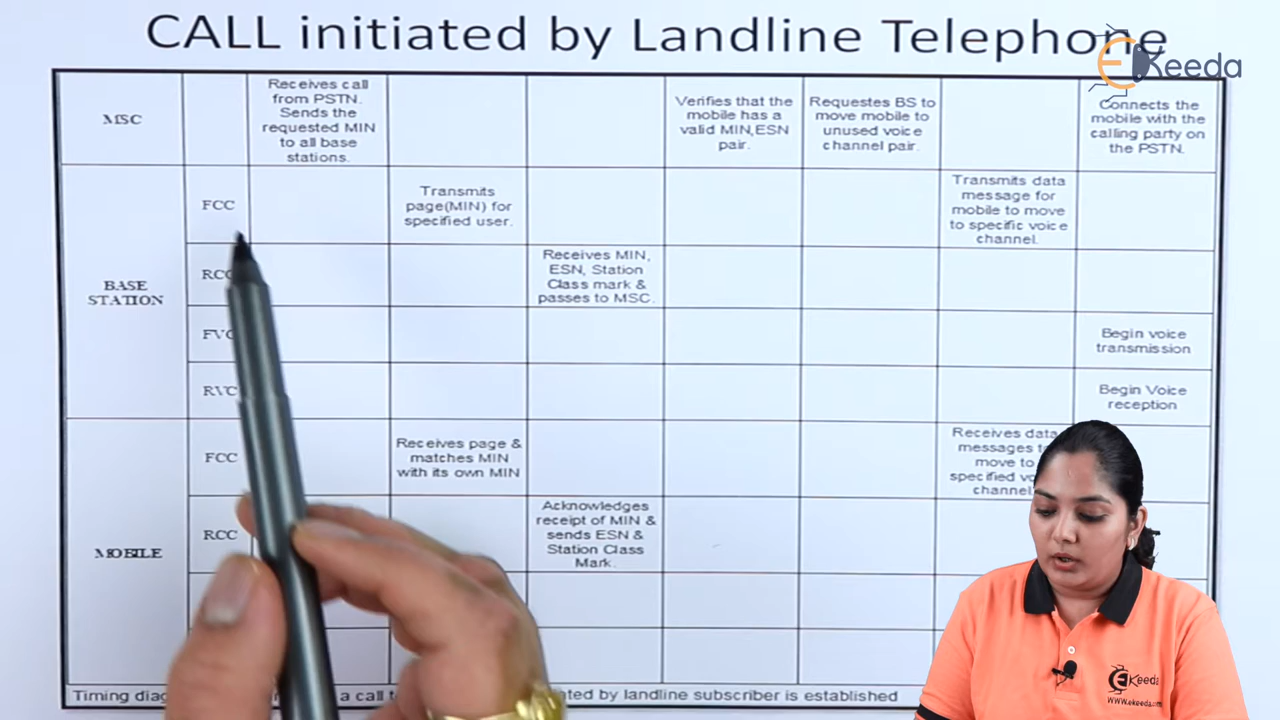 CALL initiated by Landline Telephone
EKeeda
MSC
Receives call
from PSTN.
Sends the
requested MIN
to all base
stations.
Verifies that the
mobile has a
valid MIN,ESN
pair.
Requestes BS to
move mobile to
unused voice
channel pair.
Connects the
mobile with the
calling party on
the PSTN.
BASE
STATION
FCC
Transmits
page(MIN) for
specified user.
Transmits data
message for
mobile to move
to specific voice
channel.
RCC
Receives MIN,
ESN, Station
Class mark &
passes to MSC.
FVC
Begin voice
transmission
RVC
Begin Voice
reception
MOBILE
FCC
Receives page &
matches MIN
with its own MIN
Receives data
messages
move to
specified
channel
RCC
Acknowledges
receipt of MIN &
sends ESN &
Station Class
Mark.
Timing a call by landline subscriber is established
EKeeda
www.ekeeda.com